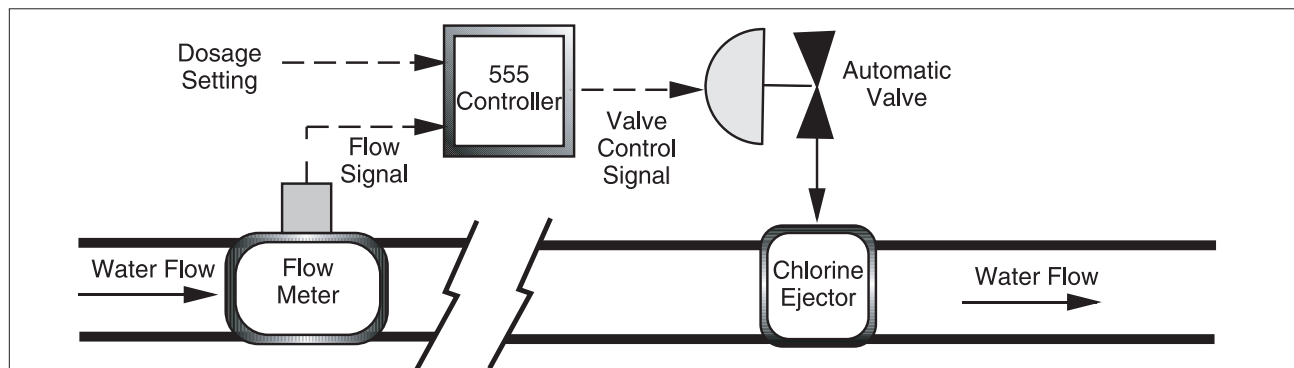 Dosage
Setting
555
Controller
Automatic
Valve
Flow
Signal
Valve
Control
Signal
Water Flow
Flow
Meter
Chlorine
Ejector
Water Flow